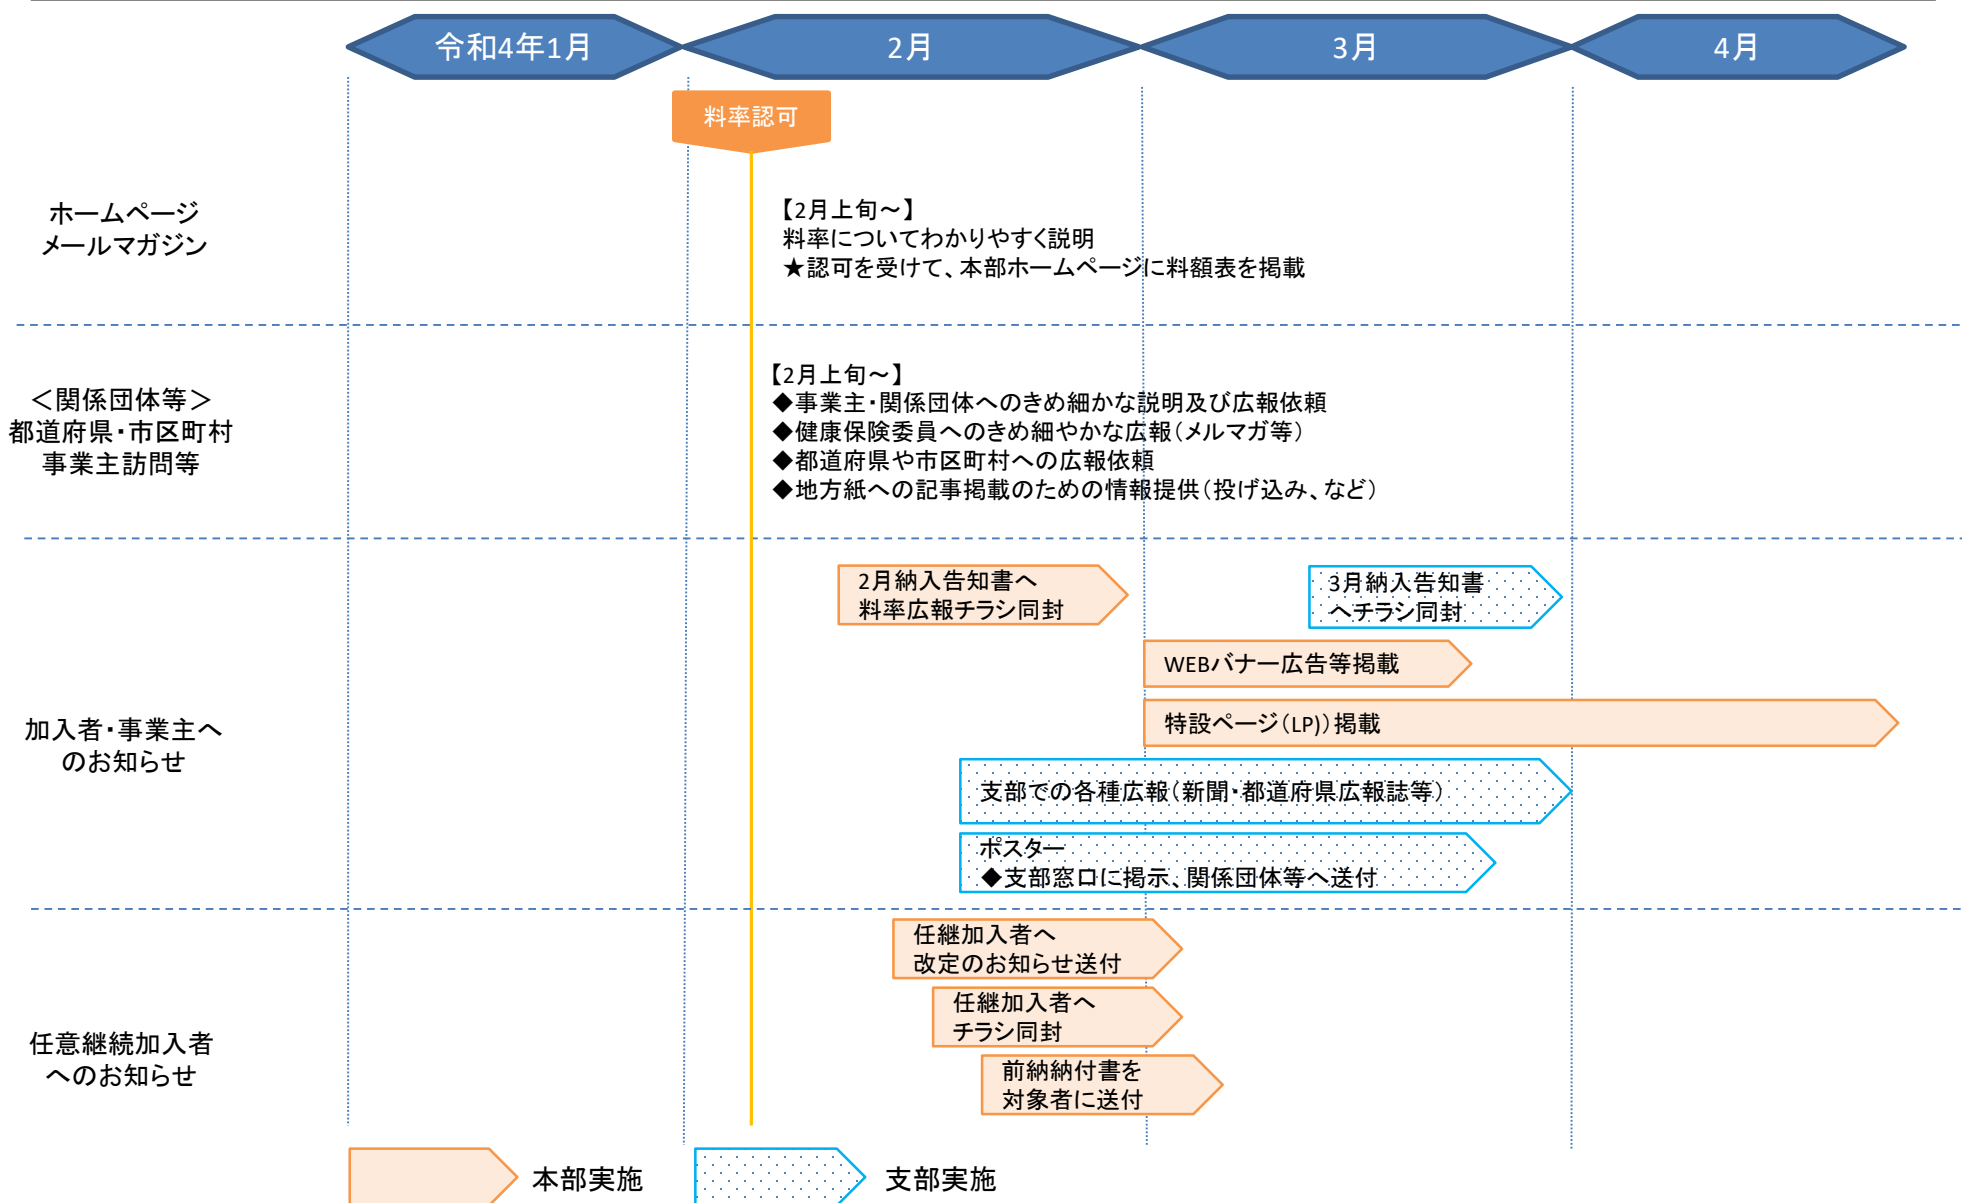 令和4年1月
2月
3月
4月
料率認可
ホームページ
メールマガジン
【2月上旬～】
料率についてわかりやすく説明
★認可を受けて、本部ホームページに料額表を掲載
＜関係団体等＞
都道府県・市区町村
事業主訪問等
【2月上旬～】
◆事業主・関係団体へのきめ細かな説明及び広報依頼
◆健康保険委員へのきめ細やかな広報（メルマガ等）
◆都道府県や市区町村への広報依頼
◆地方紙への記事掲載のための情報提供（投げ込み、など）
加入者・事業主へ
のお知らせ
2月納入告知書へ
料率広報チラシ同封
3月納入告知書
へチラシ同封
WEBバナー広告等掲載
特設ページ（LP)）掲載
支部での各種広報（新聞・都道府県広報誌等）
ポスター
◆支部窓口に掲示、関係団体等へ送付
任意継続加入者
へのお知らせ
任継加入者へ
改定のお知らせ送付
任継加入者へ
チラシ同封
前納納付書を
対象者に送付
本部実施
支部実施